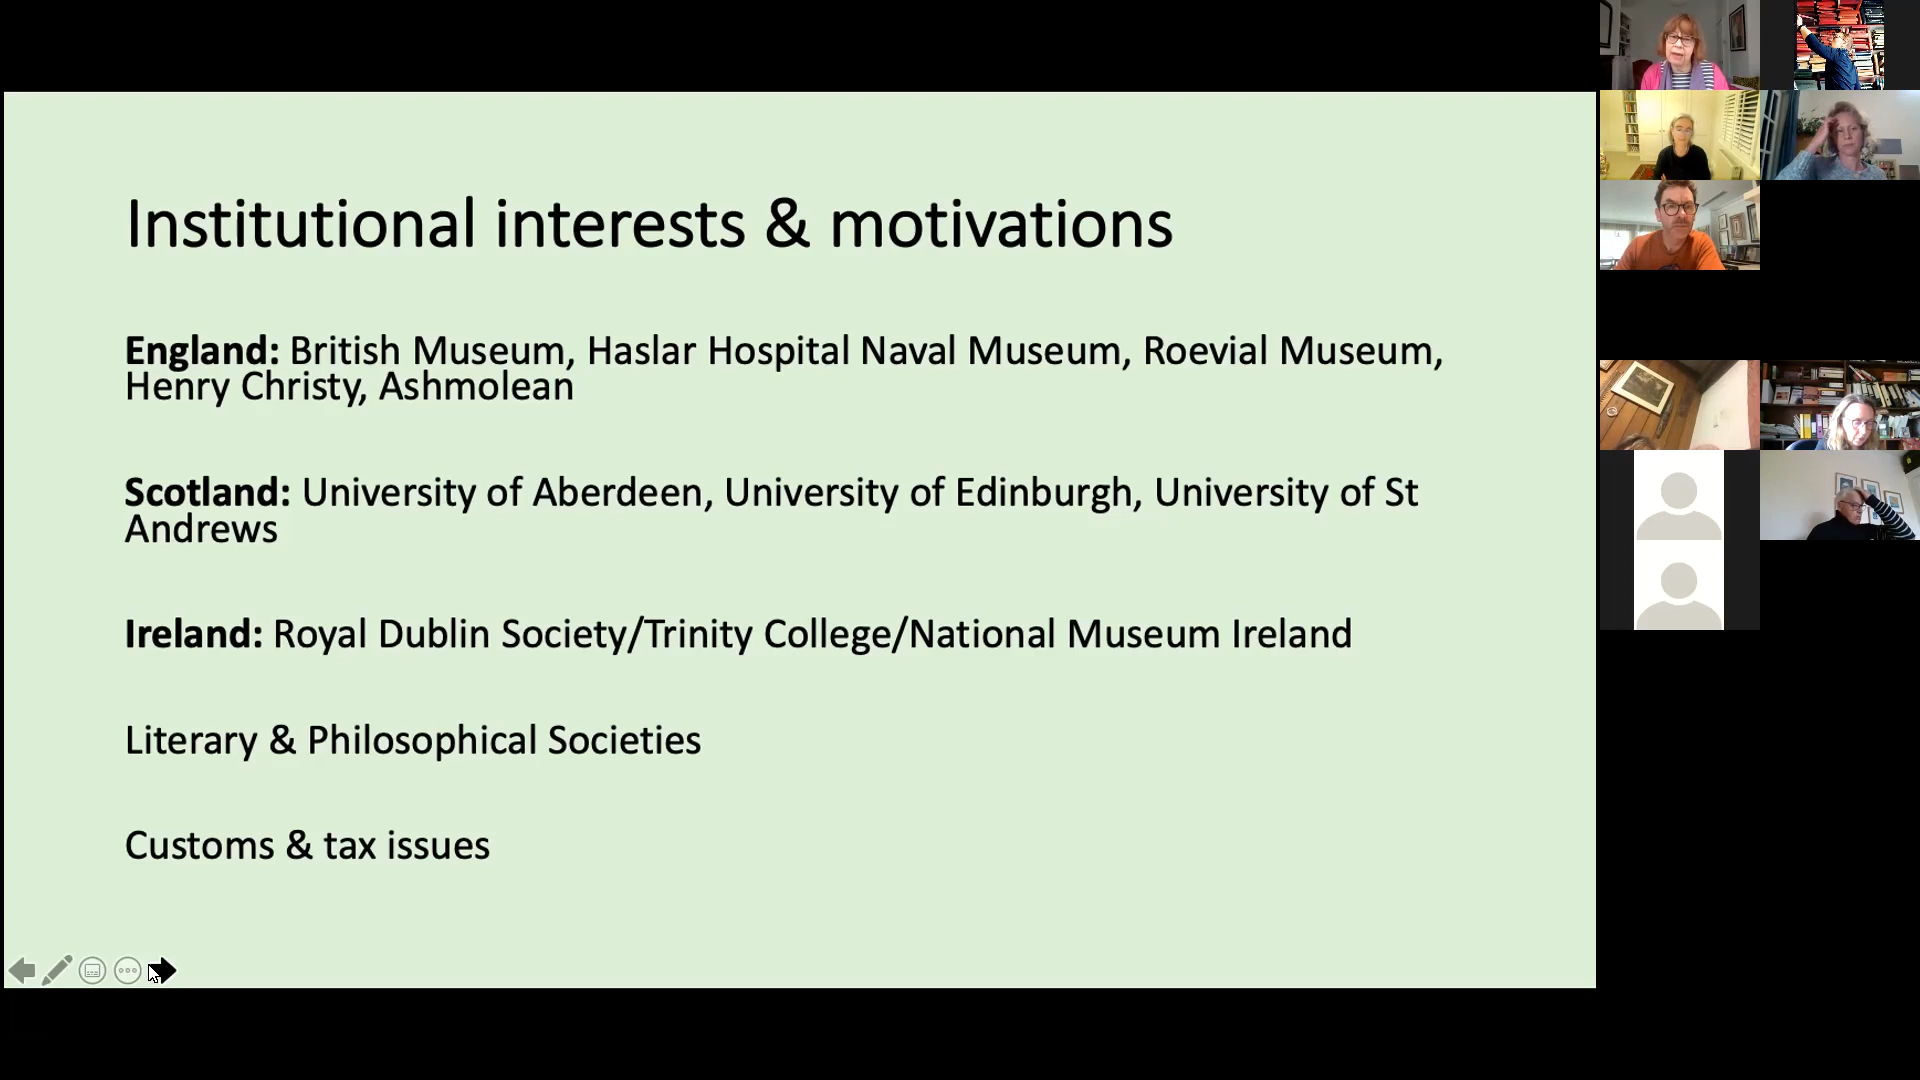 Institutional interests & motivations
England: British Museum, Haslar Hospital Naval Museum, Roevial Museum,
Henry Christy, Ashmolean
Scotland: University of Aberdeen, University of Edinburgh, University of St
Andrews
Ireland: Royal Dublin Society/Trinity College/National Museum Ireland
Literary & Philosophical Societies
Customs & tax issues